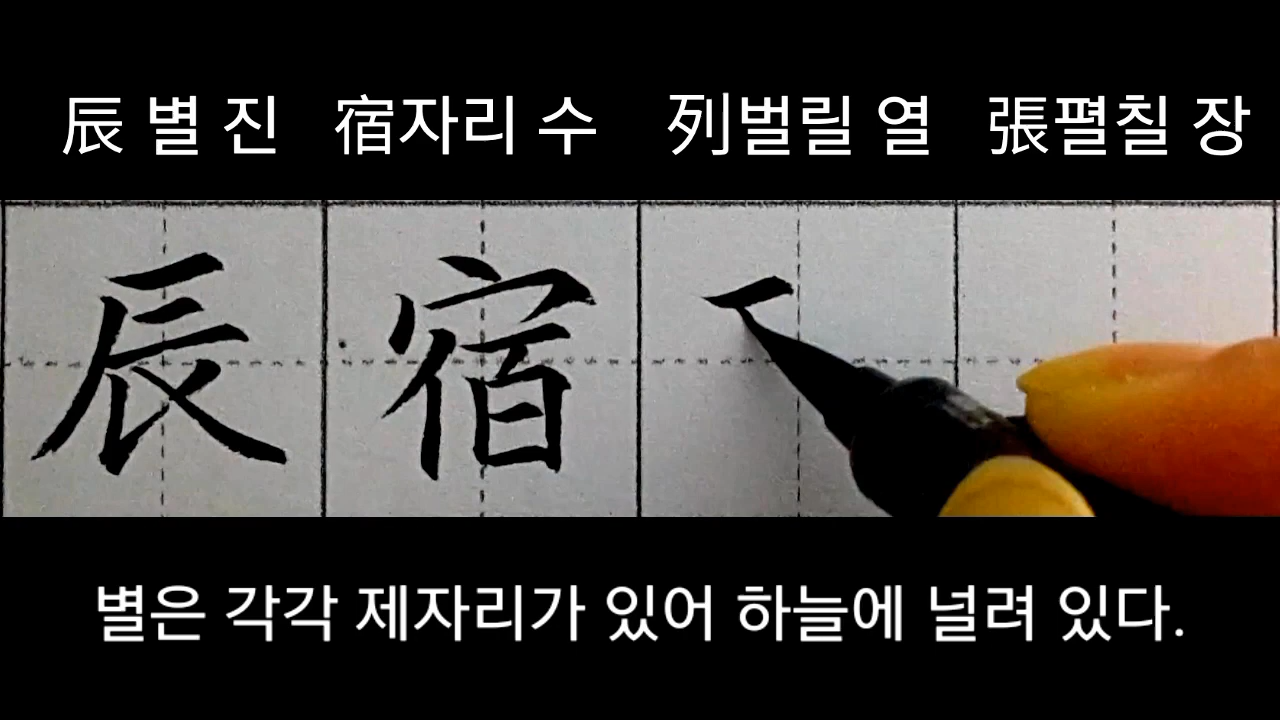 辰 별 진 宿자리 수 列벌릴 열 張펼칠 장
辰 宿
별은 각각 제자리가 있어 하늘에 널려 있다.